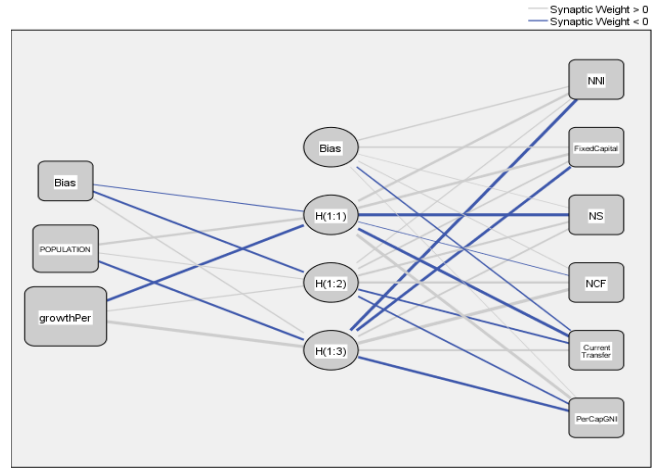 Synaptic Weight > 0
Synaptic Weight < 0
NNI
Bias
FixedCapital
Bias
H(1:1)
NS
POPULATION
H(1:2)
NCF
growthPer
H(1:3)
Current
Transfer
PerCapGNI